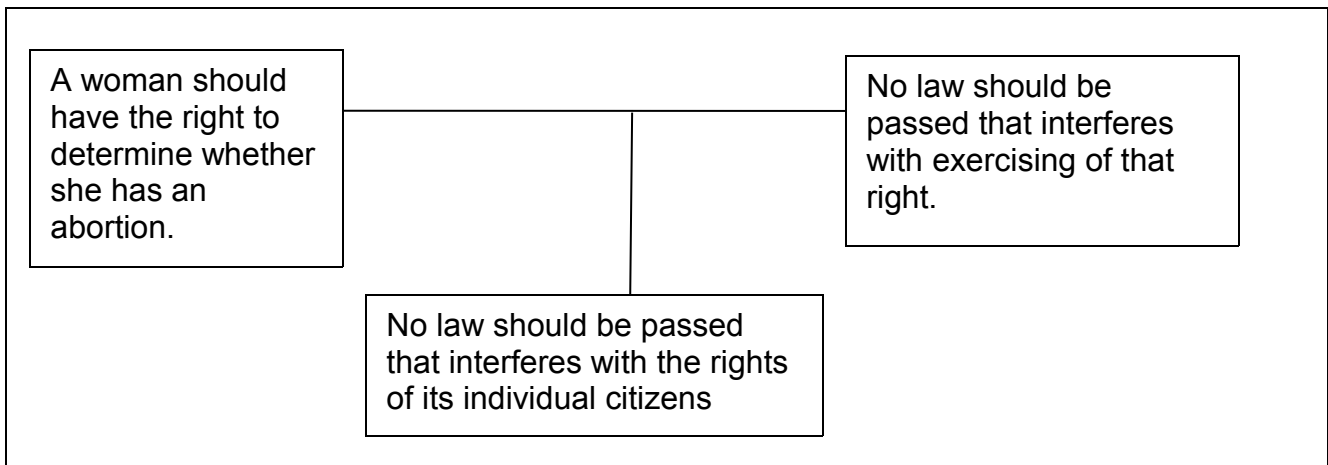 A woman should
have the right to
determine whether
she has an
abortion.
No law should be
passed that interferes
with exercising of that
right.
No law should be passed
that interferes with the rights
of its individual citizens